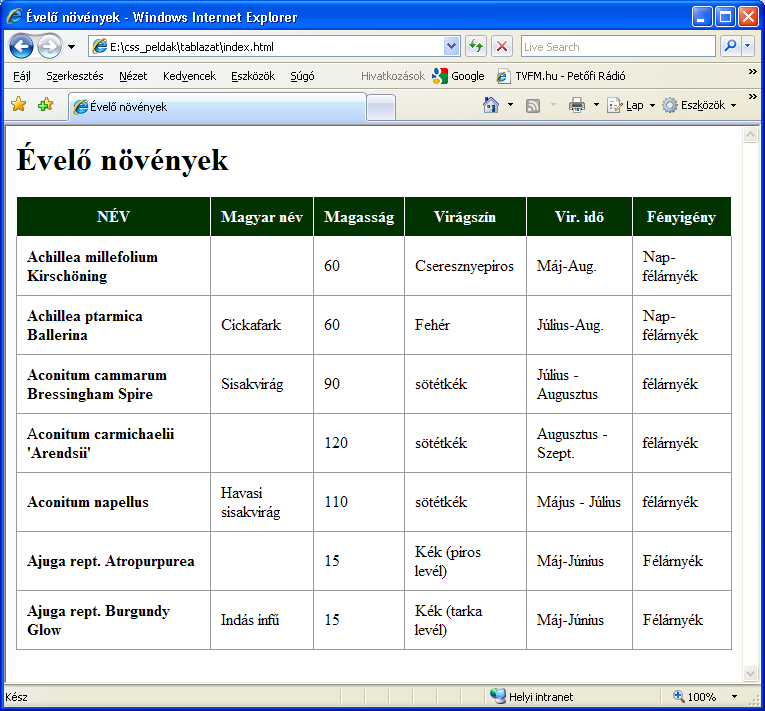 Évelő növények - Windows Internet Explorer
E:\css_peldak\tablazat\index.html
Live Search
Fájl Szerkesztés Nézet Kedvencek Eszközök Súgó Hivatkozások Google TVFM.hu - Petőfi Rádió »
Évelő növények Lap Eszközök »
Évelő növények
NÉV Magyar név Magasság Virágszín Vir. idő Fényigény
Achillea millefolium
Kirschöning
60
Cseresznyepiros
Máj-Aug.
Nap-
félárnyék
Achillea ptarmica
Ballerina
Cickafark
60
Fehér
Július-Aug.
Nap-
félárnyék
Aconitum cammarum
Bressingham Spire
Sisakvirág
90
sötétkék
Július -
Augusztus
félárnyék
Aconitum carmichaelii
'Arendsii'
120
sötétkék
Augusztus -
Szept.
félárnyék
Aconitum napellus
Havasi
sisakvirág
110
sötétkék
Május - Július
félárnyék
Ajuga rept. Atropurpurea
15
Kék (piros
levél)
Máj-Június
Félárnyék
Ajuga rept. Burgundy
Glow
Indás infű
15
Kék (tarka
levél)
Máj-Június
Félárnyék
Kész Helyi intranet 100%